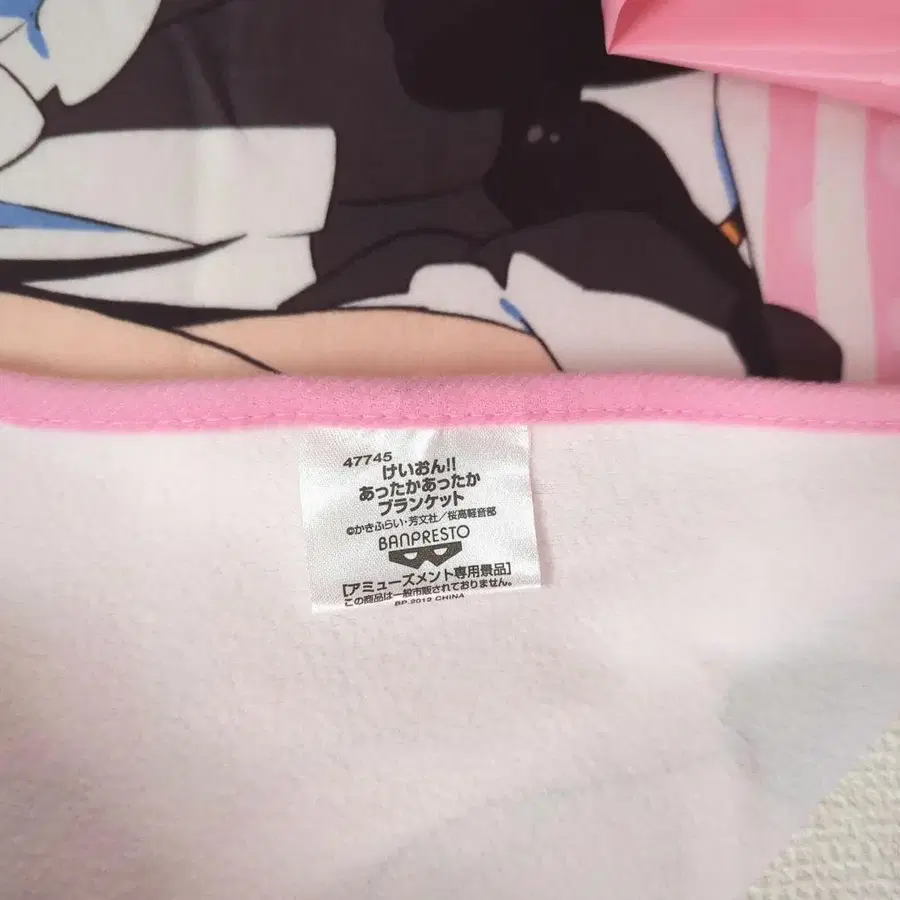 47745
けいおん!!
あったかあったか
ブランケット
©かきふらい・芳文社/桜高軽音部
BANPRESTO
[アミューズメント専用景品]
この商品は一般市販されておりません。
BP 2012 CHINA